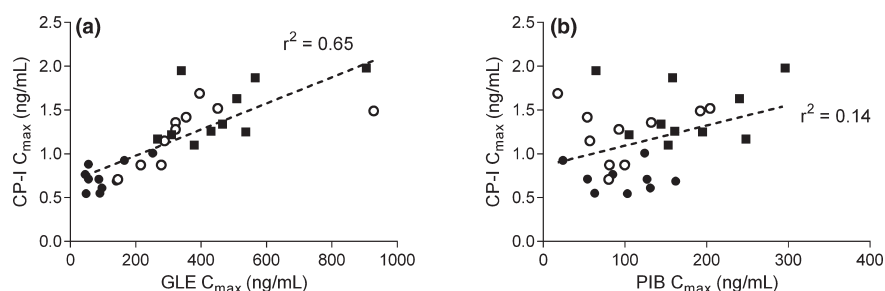 (a)
r² = 0.65
CP-I Cmax (ng/mL)
2.5
2.0
1.5
1.0
0.5
0.0
0 200 400 600 800 1000
GLE Cmax (ng/mL)
(b)
r² = 0.14
CP-I Cmax (ng/mL)
2.5
2.0
1.5
1.0
0.5
0.0
0 100 200 300 400
PIB Cmax (ng/mL)